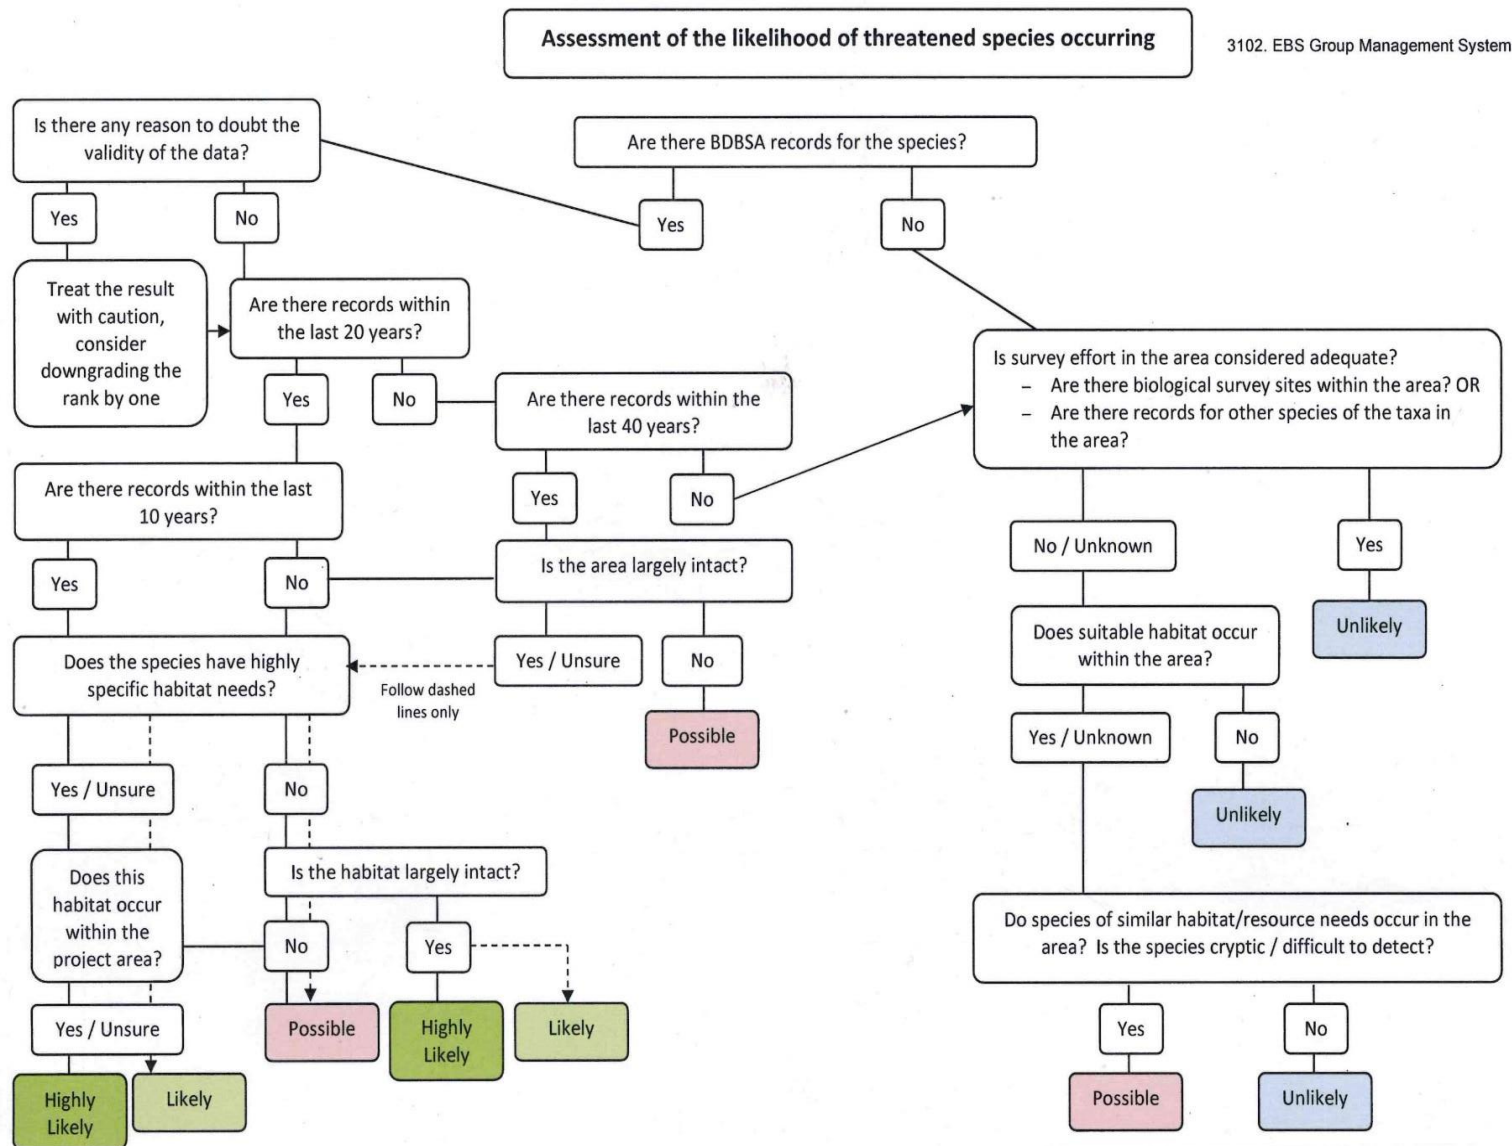 Assessment of the likelihood of threatened species occurring
3102. EBS Group Management System
Is there any reason to doubt the
validity of the data?
Are there BDBSA records for the species?
Yes
No
Yes
No
Treat the result
with caution,
consider
downgrading the
rank by one
Are there records within
the last 20 years?
Yes
No
Are there records within the
last 40 years?
Is survey effort in the area considered adequate?
– Are there biological survey sites within the area? OR
– Are there records for other species of the taxa in
the area?
Are there records within the last
10 years?
Yes
No
No / Unknown
Yes
Yes
No
Is the area largely intact?
Does suitable habitat occur
within the area?
Unlikely
Does the species have highly
specific habitat needs?
Follow dashed
lines only
Yes / Unsure
No
Possible
Yes / Unknown
No
Unlikely
Yes / Unsure
No
Does this
habitat occur
within the
project area?
Is the habitat largely intact?
No
Yes
Do species of similar habitat/resource needs occur in the
area? Is the species cryptic / difficult to detect?
Yes / Unsure
Possible
Highly
Likely
Likely
Yes
No
Highly
Likely
Likely
Possible
Unlikely